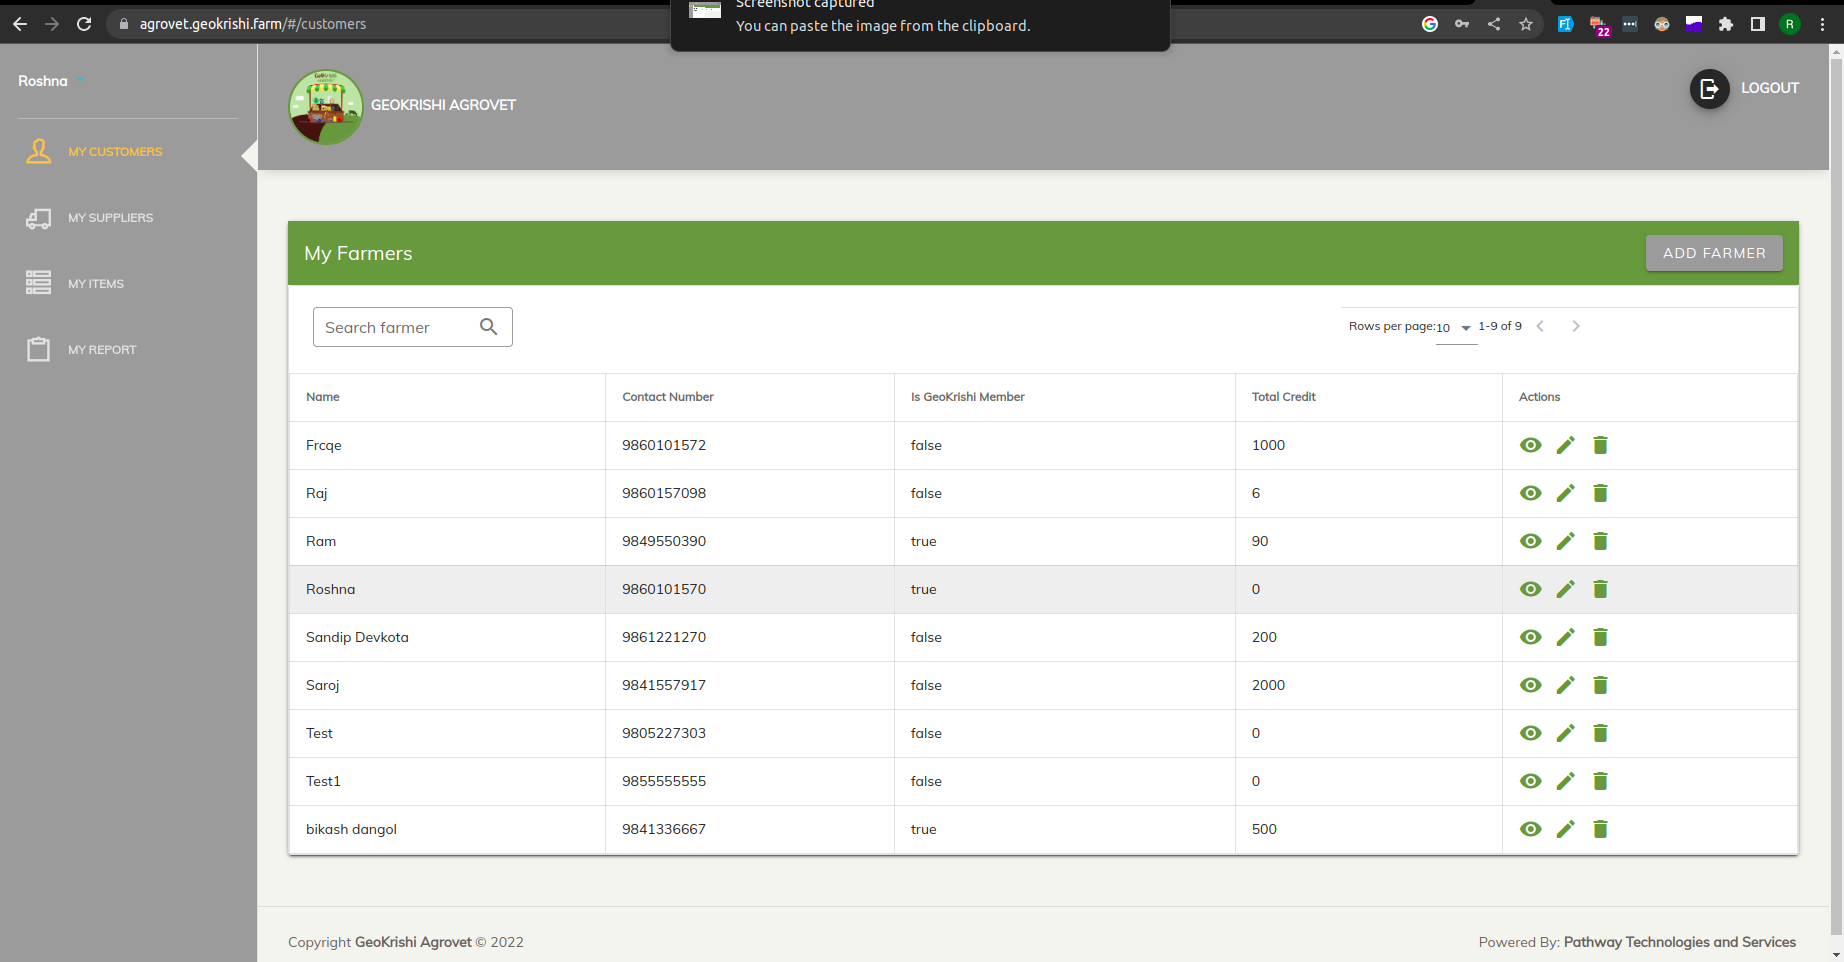 Screenshot captured
You can paste the image from the clipboard.
agrovet.geokrishi.farm/#/customers
22
R
Roshna
GEOKRISHI AGROVET
LOGOUT
MY CUSTOMERS
MY SUPPLIERS
MY ITEMS
MY REPORT
My Farmers
ADD FARMER
Search farmer
Rows per page: 10 1-9 of 9
Name Contact Number Is GeoKrishi Member Total Credit Actions
Frcqe 9860101572 false 1000
Raj 9860157098 false 6
Ram 9849550390 true 90
Roshna 9860101570 true 0
Sandip Devkota 9861221270 false 200
Saroj 9841557917 false 2000
Test 9805227303 false 0
Test1 9855555555 false 0
bikash dangol 9841336667 true 500
Copyright GeoKrishi Agrovet © 2022
Powered By: Pathway Technologies and Services